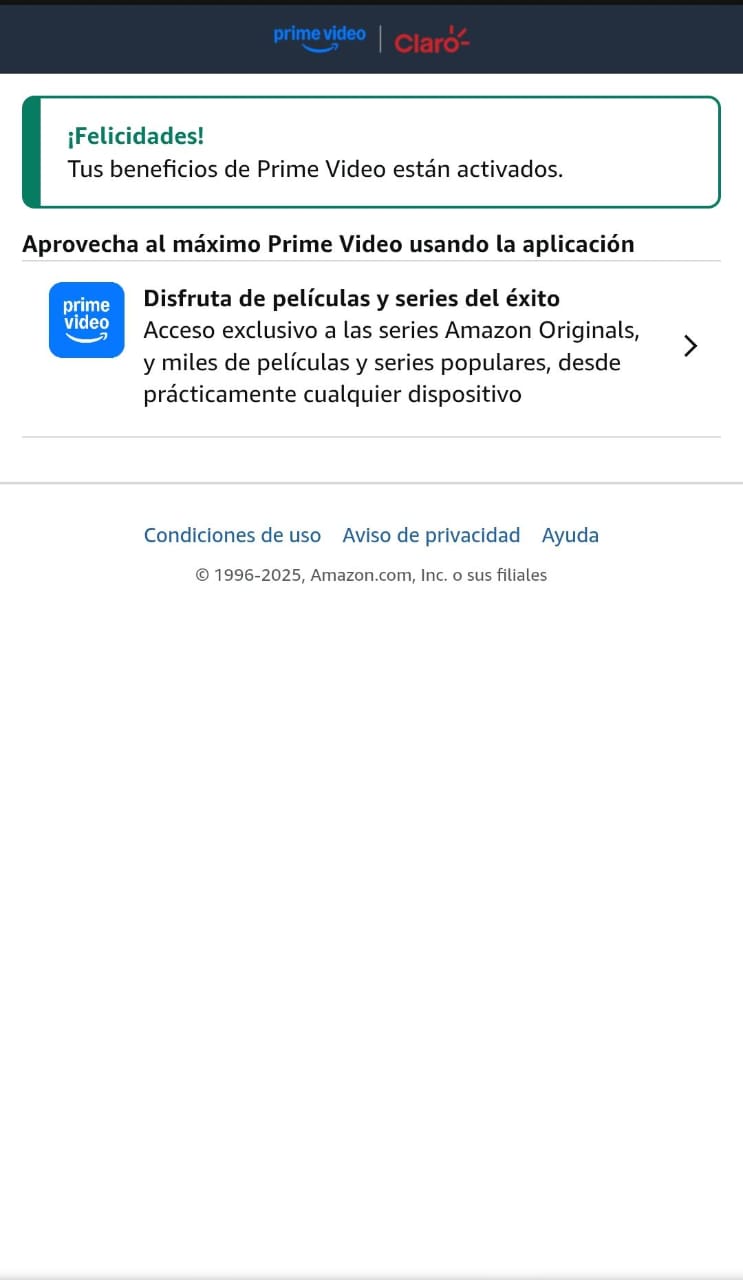 prime video | Claro
¡Felicidades!
Tus beneficios de Prime Video están activados.
Aprovecha al máximo Prime Video usando la aplicación
prime
video
Disfruta de películas y series del éxito
Acceso exclusivo a las series Amazon Originals,
y miles de películas y series populares, desde
prácticamente cualquier dispositivo
Condiciones de uso Aviso de privacidad Ayuda
© 1996-2025, Amazon.com, Inc. o sus filiales